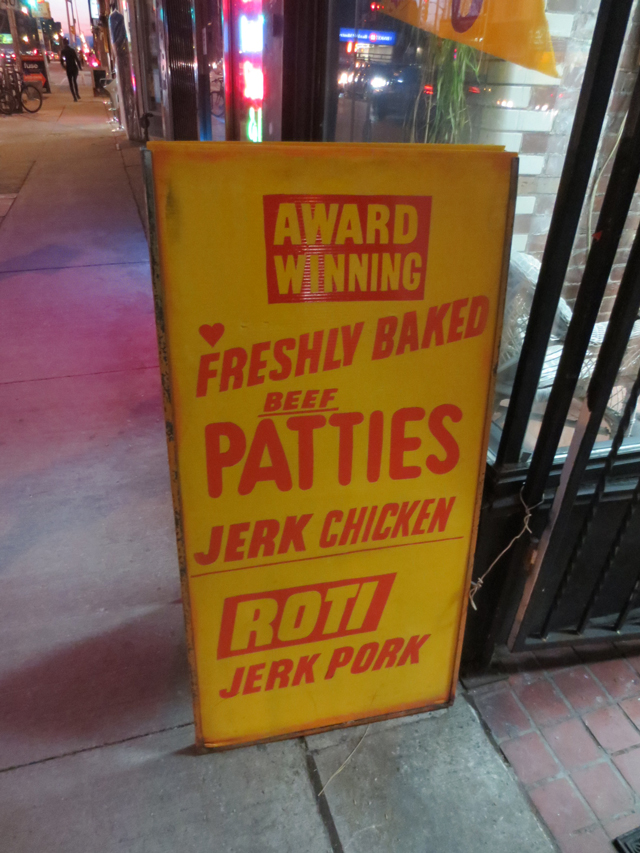 AWARD
WINNING
FRESHLY BAKED
BEEF
PATTIES
JERK CHICKEN
ROTI
JERK PORK